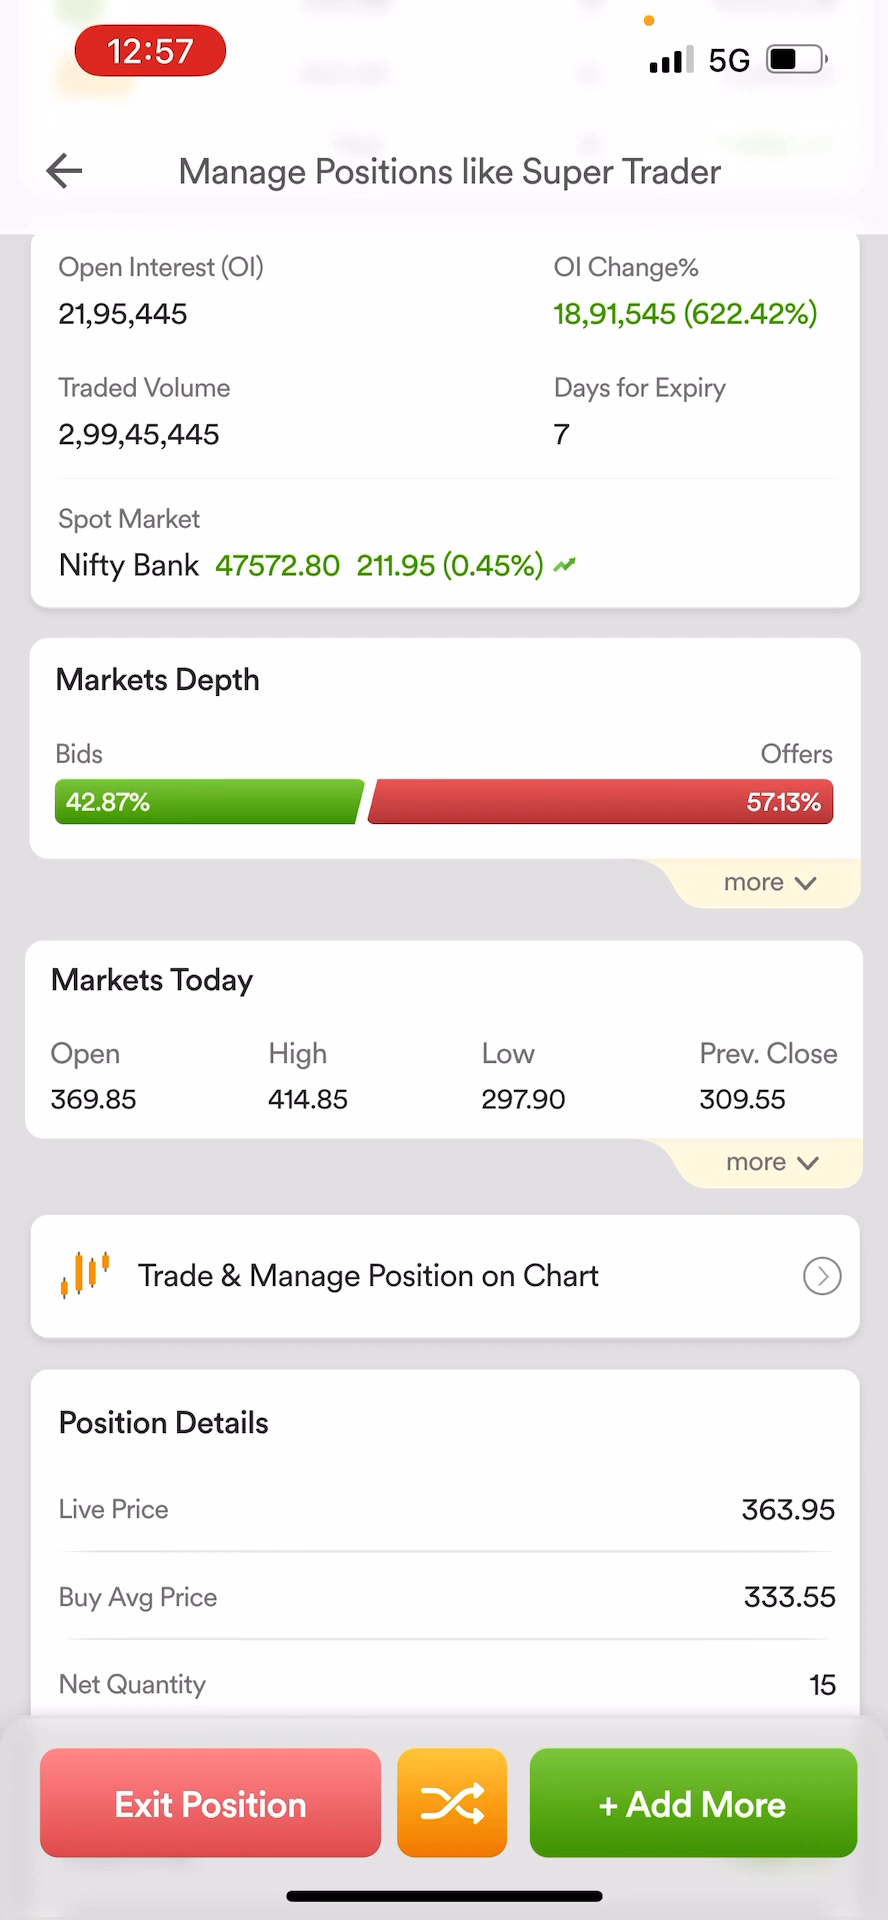 12:57
5G
Manage Positions like Super Trader
Open Interest (OI) OI Change%
21,95,445 18,91,545 (622.42%)
Traded Volume Days for Expiry
2,99,45,445 7
Spot Market
Nifty Bank 47572.80 211.95 (0.45%)
Markets Depth
Bids Offers
42.87% 57.13%
more
Markets Today
Open High Low Prev. Close
369.85 414.85 297.90 309.55
more
Trade & Manage Position on Chart
Position Details
Live Price 363.95
Buy Avg Price 333.55
Net Quantity 15
Exit Position + Add More